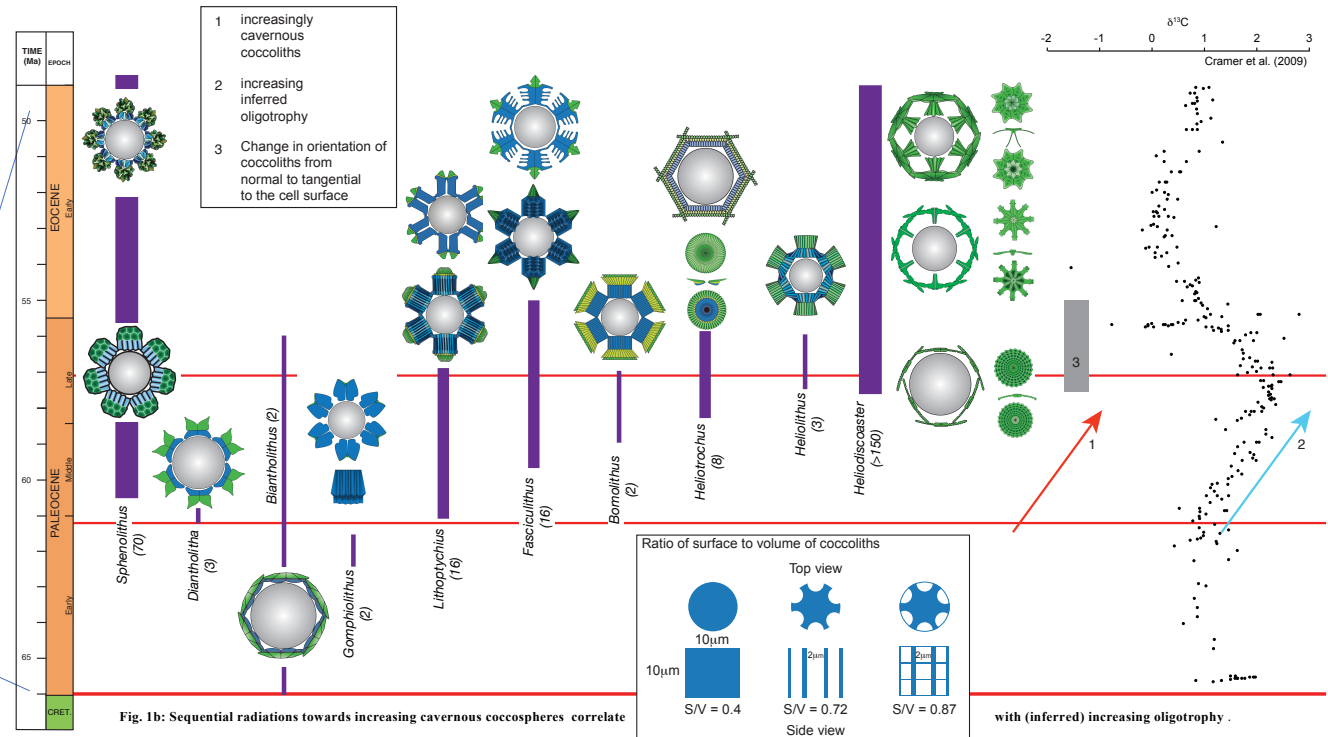 1 increasingly
cavernous
coccoliths
2 increasing
inferred
oligotrophy
3 Change in orientation of
coccoliths from
normal to tangential
to the cell surface
δ¹³C
-2 -1 0 1 2 3
Cramer et al. (2009)
TIME
(Ma)
EPOCH
50
55
60
65
EOCENE
Early
PALEOCENE
Late
Middle
Early
CRET.
Sphenolithus
(70)
Diantholitha
(3)
Biantholithus (2)
Gomphiolithus
(2)
Lithoptychius
(16)
Fasciculithus
(16)
Bomolithus
(2)
Heliotrochus
(8)
Heliolithus
(3)
Heliodiscoaster
(>150)
3
1
2
Ratio of surface to volume of coccoliths
Top view
10μm
10μm
2μm
2μm
S/V = 0.4 S/V = 0.72 S/V = 0.87
Side view
Fig. 1b: Sequential radiations towards increasing cavernous coccospheres correlate with (inferred) increasing oligotrophy .